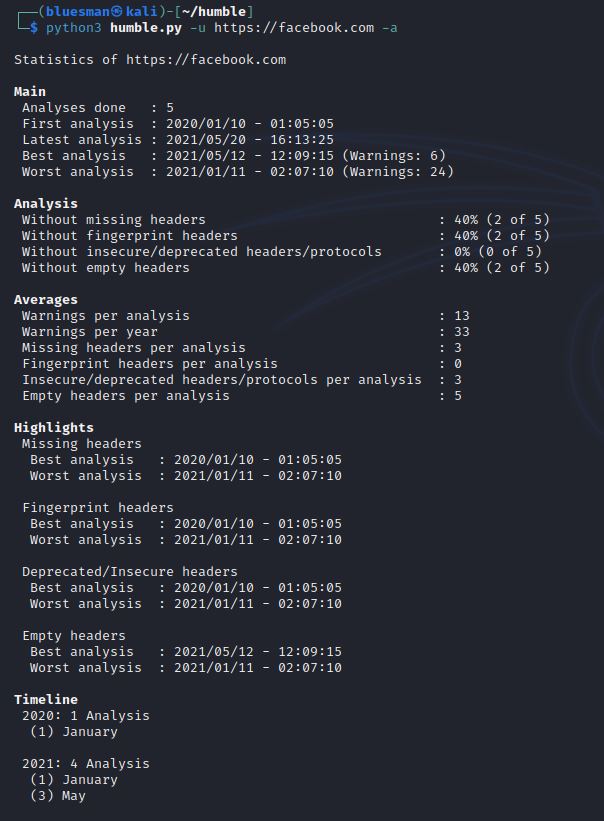 ┌──(bluesman㉿kali)-[~/humble]
└─$ python3 humble.py -u https://facebook.com -a
Statistics of https://facebook.com
Main
Analyses done : 5
First analysis : 2020/01/10 - 01:05:05
Latest analysis : 2021/05/20 - 16:13:25
Best analysis : 2021/05/12 - 12:09:15 (Warnings: 6)
Worst analysis : 2021/01/11 - 02:07:10 (Warnings: 24)
Analysis
Without missing headers : 40% (2 of 5)
Without fingerprint headers : 40% (2 of 5)
Without insecure/deprecated headers/protocols : 0% (0 of 5)
Without empty headers : 40% (2 of 5)
Averages
Warnings per analysis : 13
Warnings per year : 33
Missing headers per analysis : 3
Fingerprint headers per analysis : 0
Insecure/deprecated headers/protocols per analysis : 3
Empty headers per analysis : 5
Highlights
Missing headers
Best analysis : 2020/01/10 - 01:05:05
Worst analysis : 2021/01/11 - 02:07:10
Fingerprint headers
Best analysis : 2020/01/10 - 01:05:05
Worst analysis : 2021/01/11 - 02:07:10
Deprecated/Insecure headers
Best analysis : 2020/01/10 - 01:05:05
Worst analysis : 2021/01/11 - 02:07:10
Empty headers
Best analysis : 2021/05/12 - 12:09:15
Worst analysis : 2021/01/11 - 02:07:10
Timeline
2020: 1 Analysis
(1) January
2021: 4 Analysis
(1) January
(3) May